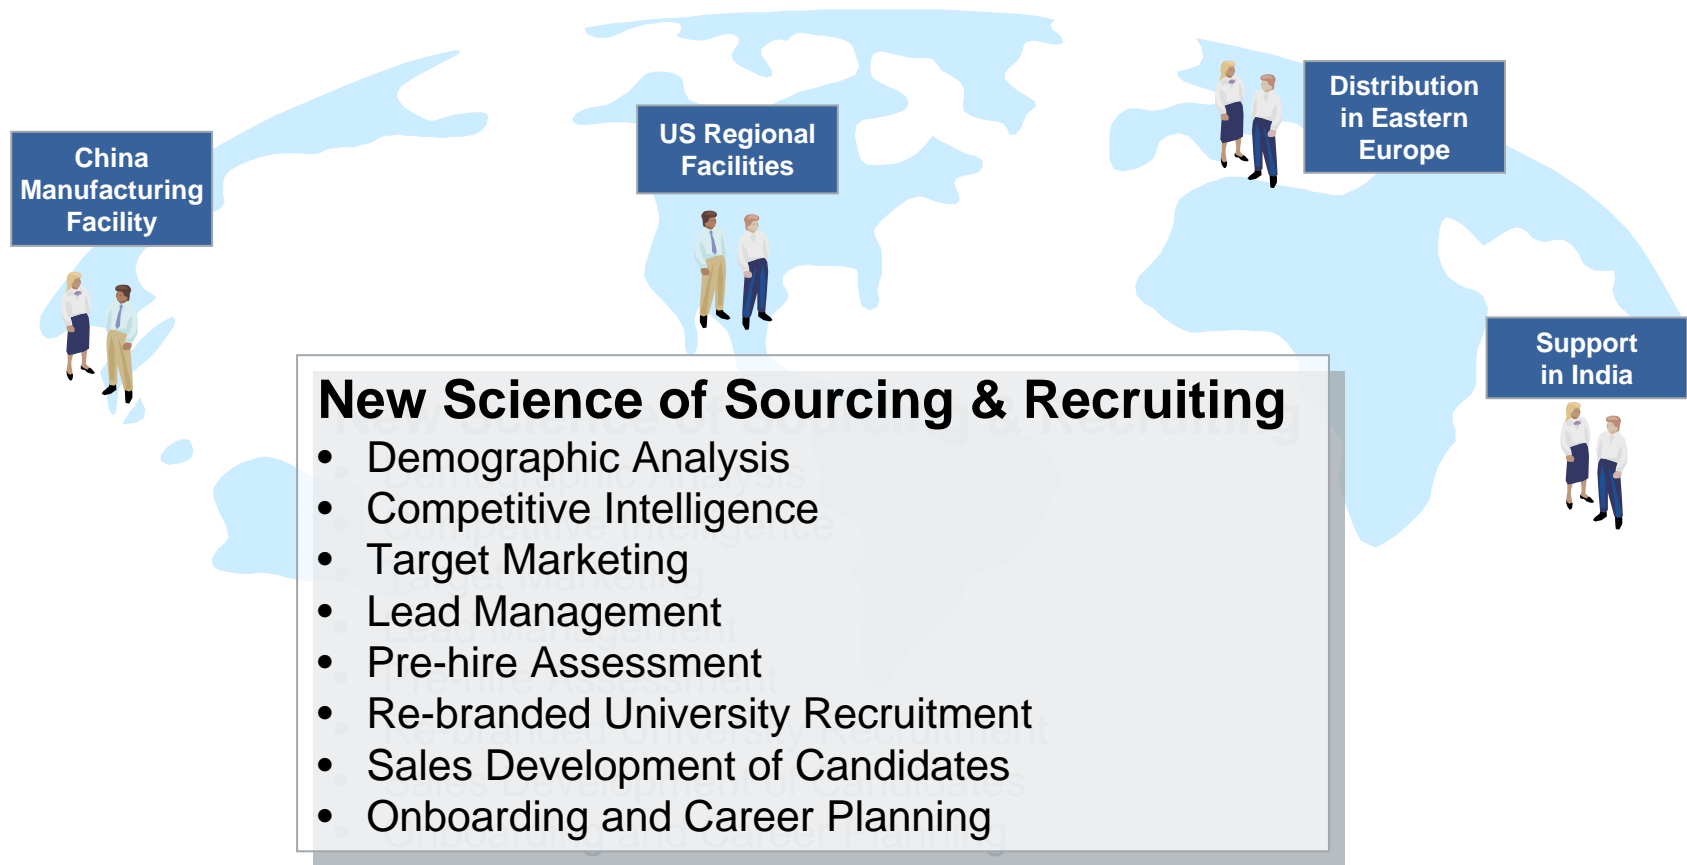 Distribution
in Eastern
Europe
US Regional
Facilities
China
Manufacturing
Facility
Support
in India
New Science of Sourcing & Recruiting
• Demographic Analysis
• Competitive Intelligence
• Target Marketing
• Lead Management
• Pre-hire Assessment
• Re-branded University Recruitment
• Sales Development of Candidates
• Onboarding and Career Planning